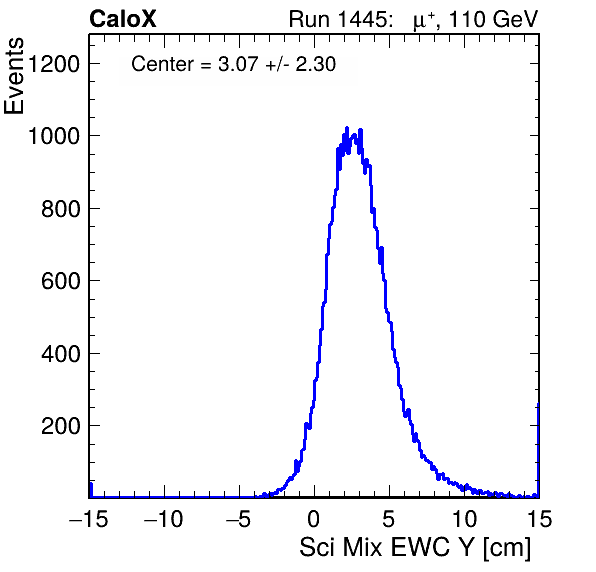 CaloX Run 1445: μ⁺, 110 GeV
Center = 3.07 +/- 2.30
Events
1200
1000
800
600
400
200
−15 −10 −5 0 5 10 15
Sci Mix EWC Y [cm]